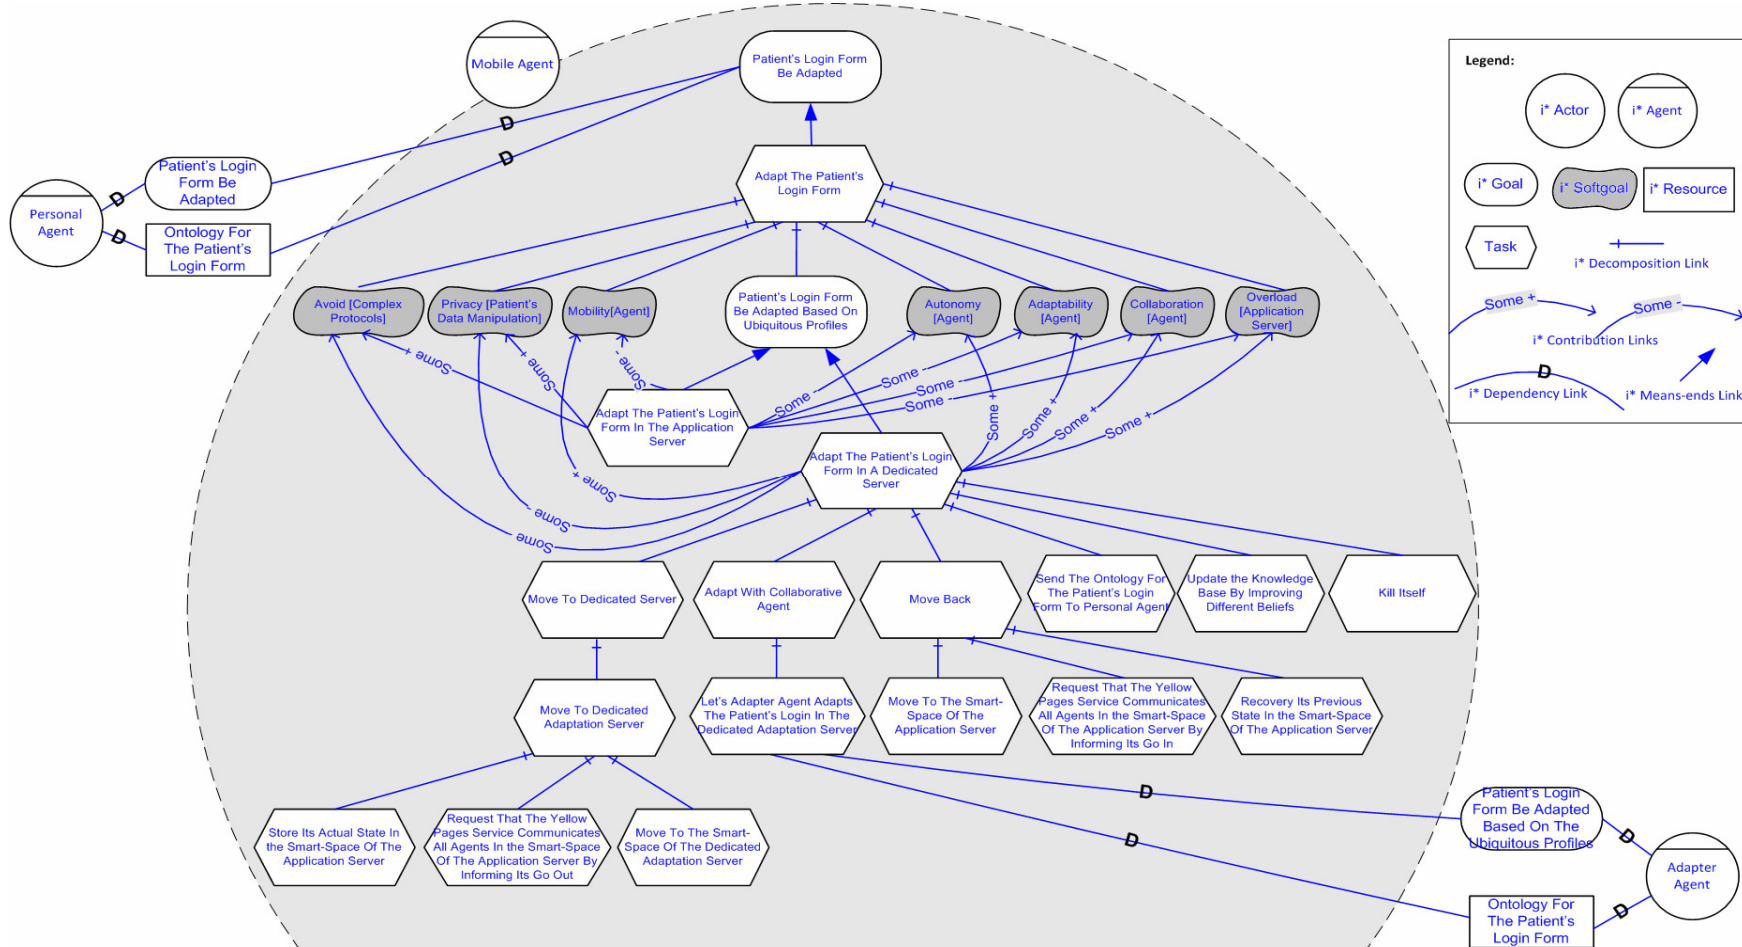 Mobile Agent
Patient's Login Form
Be Adapted
Legend:
i* Actor
i* Agent
i* Goal
i* Softgoal
i* Resource
Task
i* Decomposition Link
Some +
Some -
i* Contribution Links
D
i* Dependency Link
i* Means-ends Link
D
D
Patient's Login
Form Be
Adapted
D
Personal
Agent
D
Ontology For
The Patient's
Login Form
Adapt The Patient's
Login Form
Avoid [Complex
Protocols]
Privacy [Patient's
Data Manipulation]
Mobility[Agent]
Patient's Login Form
Be Adapted Based On
Ubiquitous Profiles
Autonomy
[Agent]
Adaptability
[Agent]
Collaboration
[Agent]
Overload
[Application
Server]
Some +
Some +
Some -
Some -
Some -
Some -
Some -
Adapt The Patient's Login
Form In The Application
Server
Some +
Some +
Some +
Some +
Adapt The Patient's Login
Form In A Dedicated
Server
Some +
Some -
Some -
Move To Dedicated Server
Adapt With Collaborative
Agent
Move Back
Send The Ontology For
The Patient's Login
Form To Personal Agent
Update the Knowledge
Base By Improving
Different Beliefs
Kill Itself
Move To Dedicated
Adaptation Server
Let's Adapter Agent Adapts
The Patient's Login In The
Dedicated Adaptation Server
Move To The Smart-
Space Of The
Application Server
Request That The Yellow
Pages Service Communicates
All Agents In the Smart-Space
Of The Application Server By
Informing Its Go In
Recovery Its Previous
State In the Smart-Space
Of The Application Server
Store Its Actual State In
the Smart-Space Of The
Application Server
Request That The Yellow
Pages Service Communicates
All Agents In the Smart-Space
Of The Application Server By
Informing Its Go Out
Move To The Smart-
Space Of The Dedicated
Adaptation Server
D
D
Patient's Login
Form Be Adapted
Based On The
Ubiquitous Profiles
D
Adapter
Agent
D
Ontology For
The Patient's
Login Form